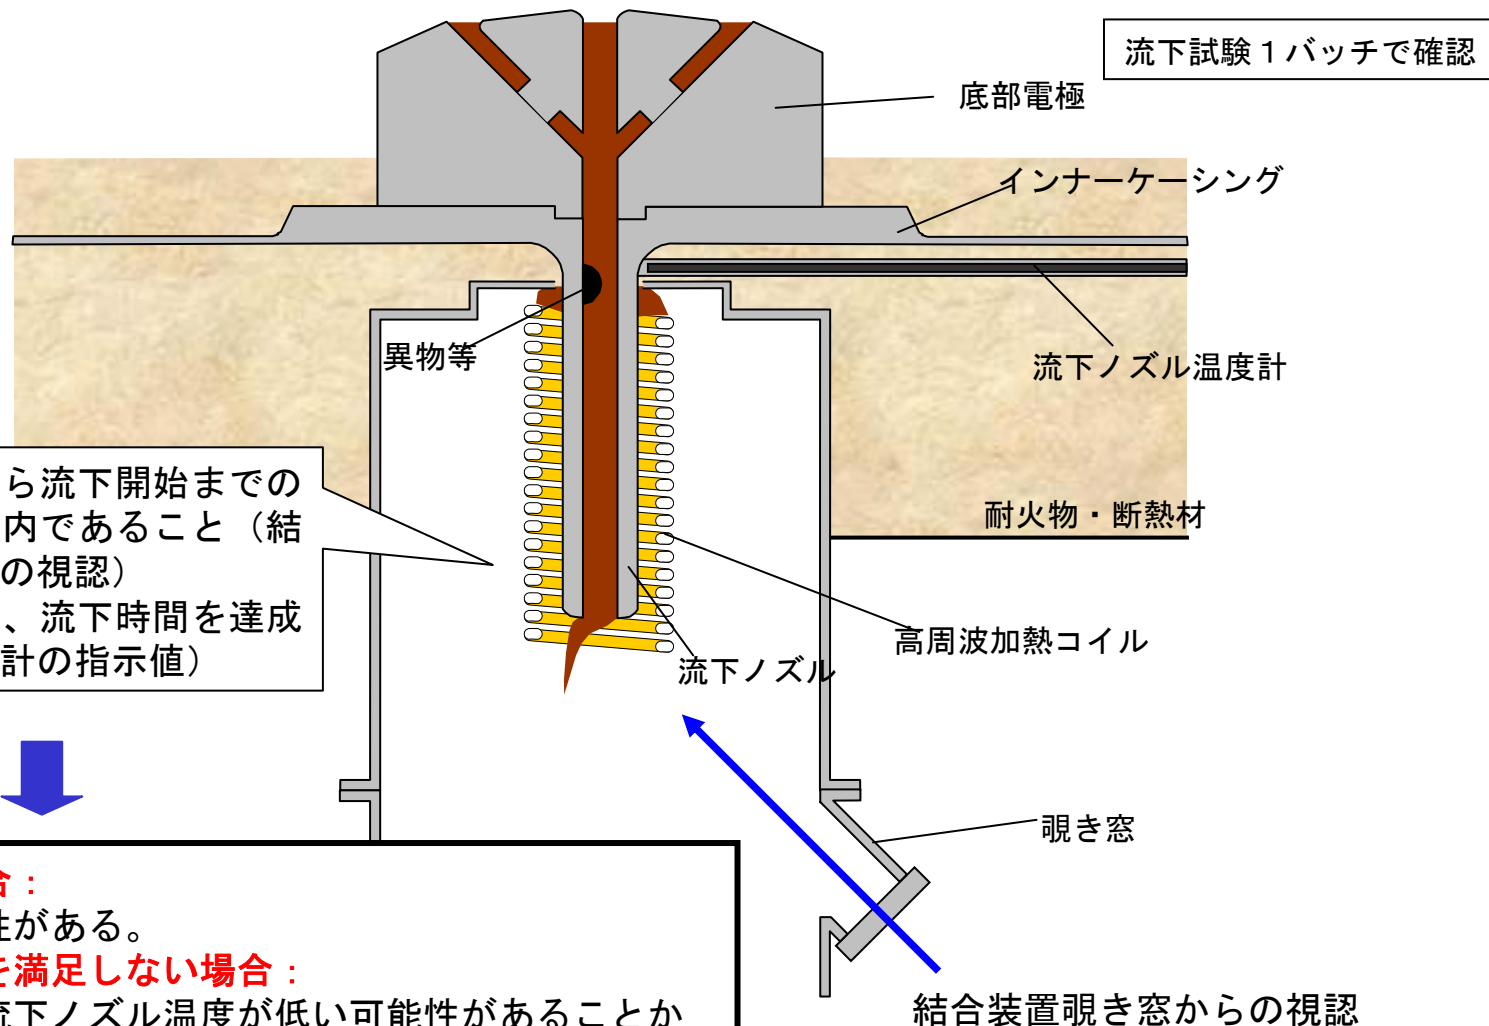 流下試験１バッチで確認
底部電極
インナーケーシング
異物等
流下ノズル温度計
ら流下開始までの
内であること（結
の視認）
、流下時間を達成
計の指示値）
耐火物・断熱材
高周波加熱コイル
流下ノズル
覗き窓
合：
性がある。
を満足しない場合：
流下ノズル温度が低い可能性があることか
結合装置覗き窓からの視認